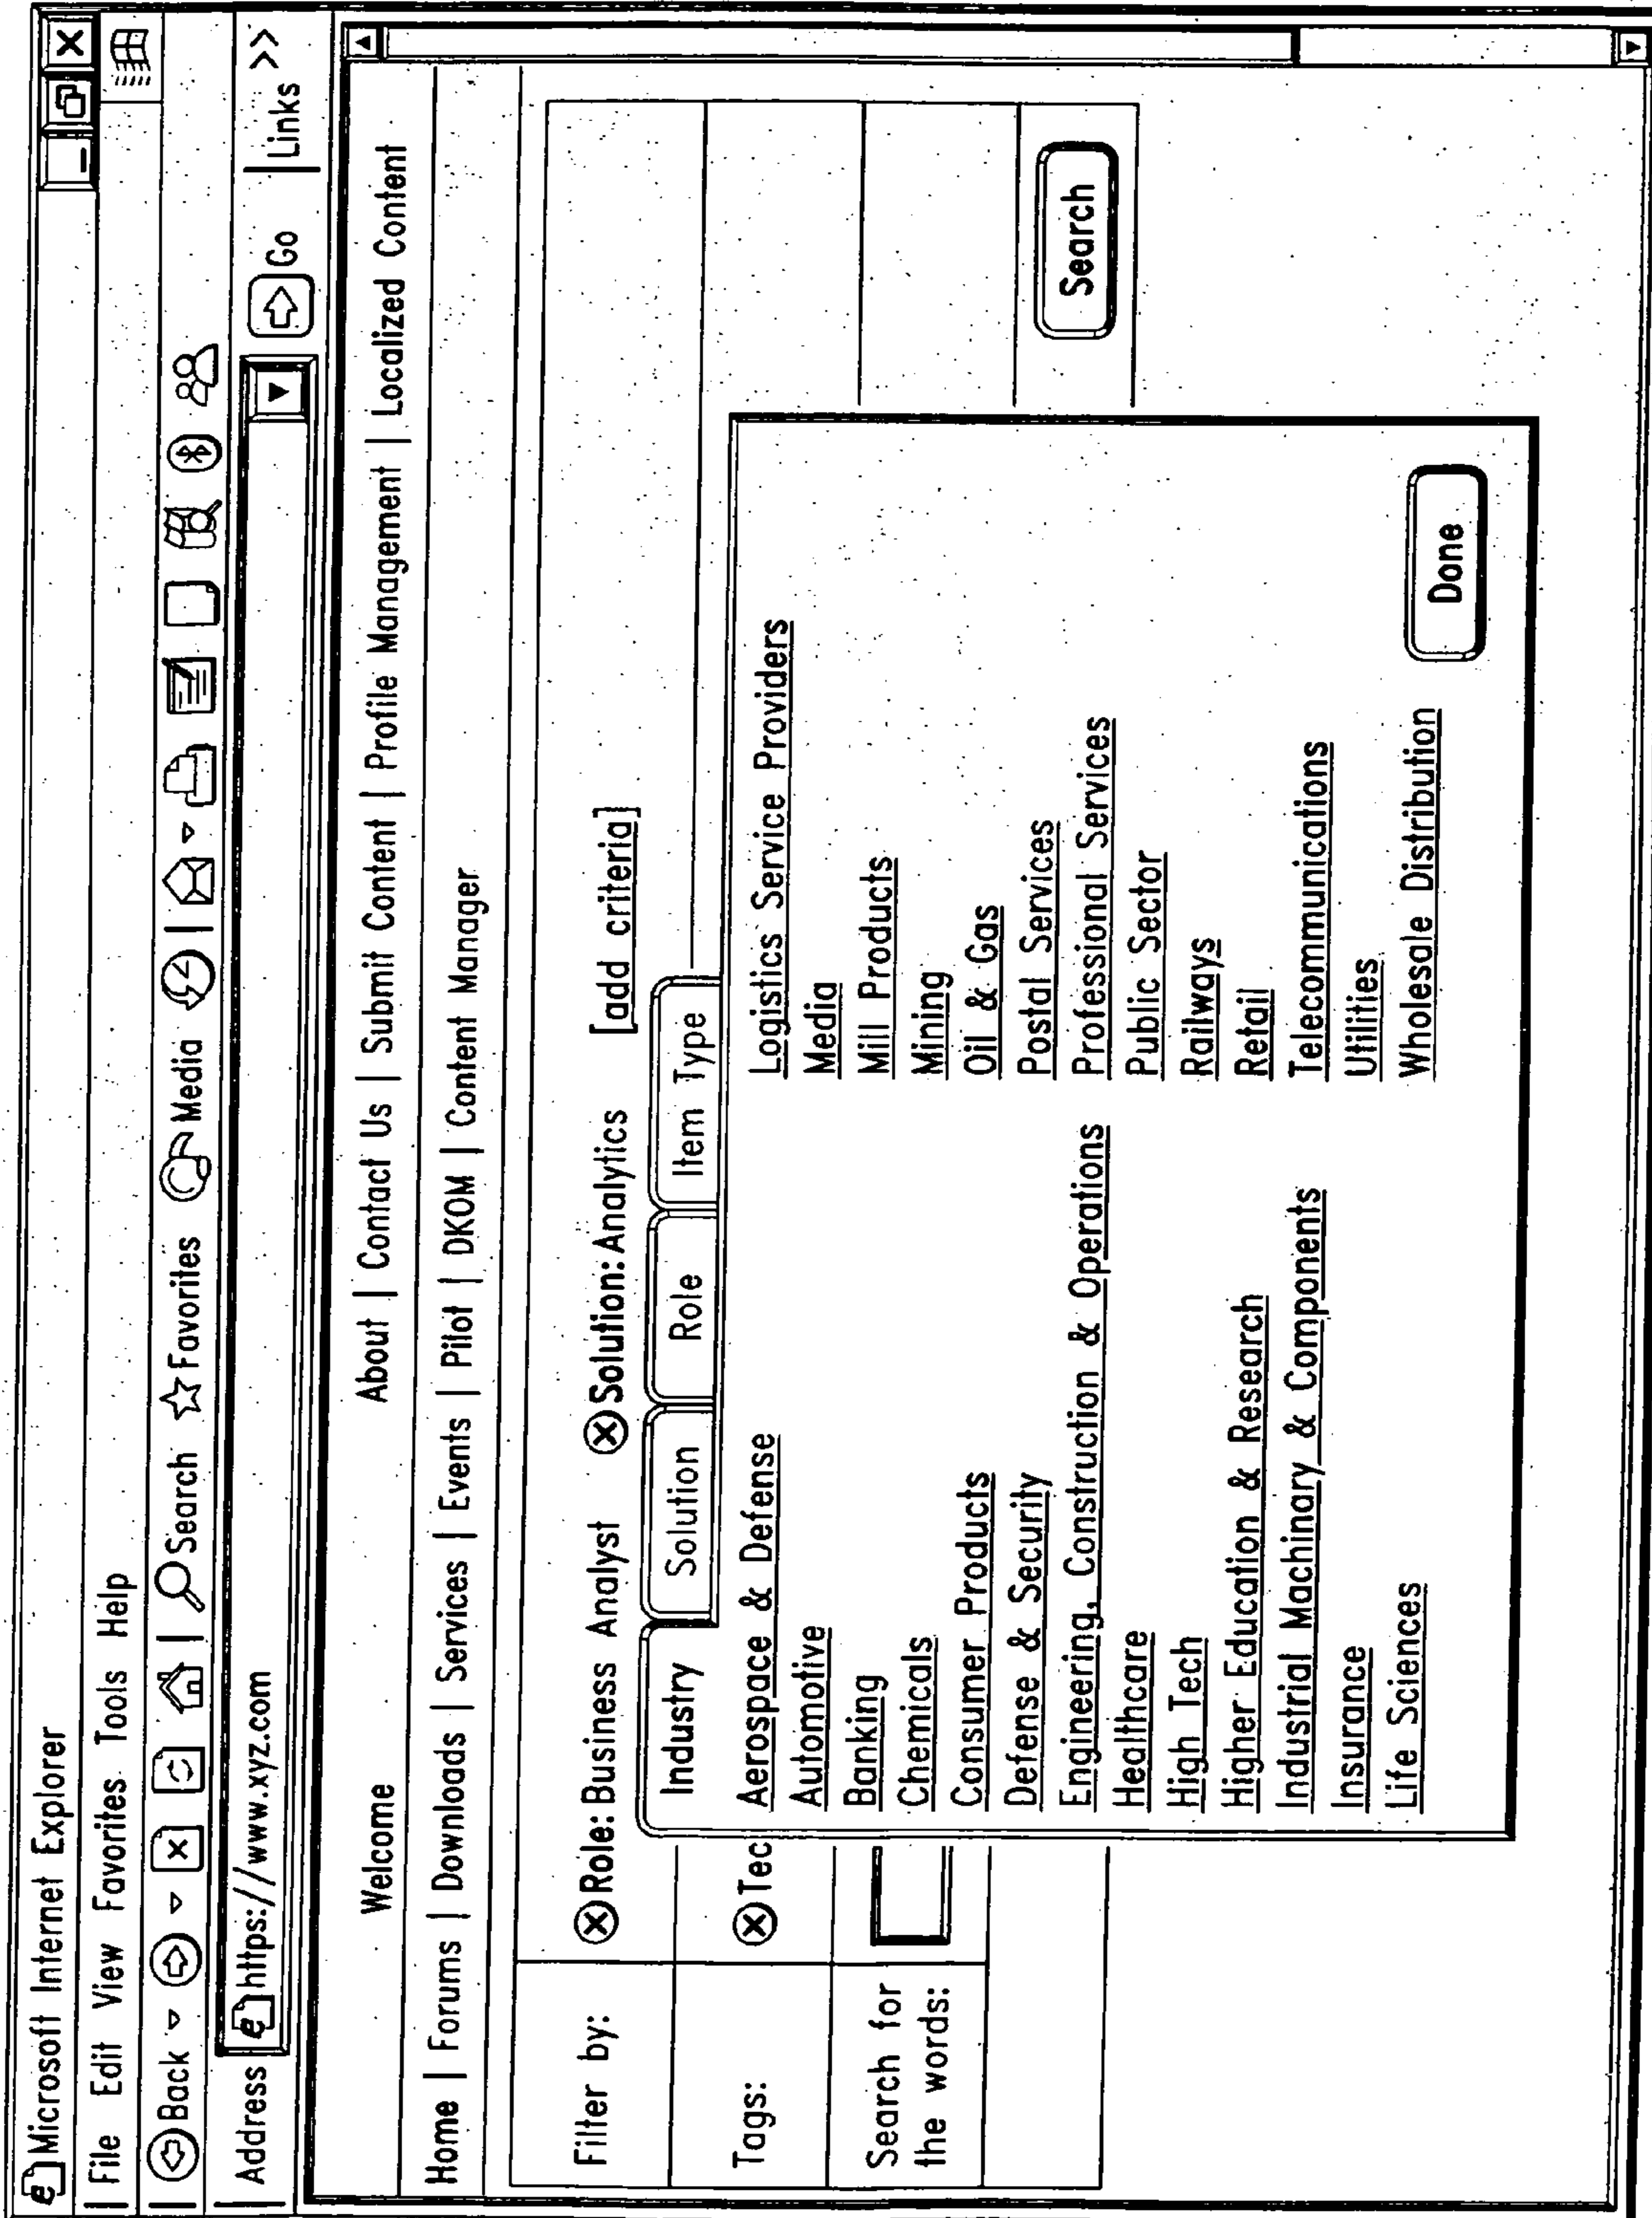 Microsoft Internet Explorer
File Edit View Favorites Tools Help
Back Search Favorites Media
Address https://www.xyz.com Go Links >>
Welcome About | Contact Us | Submit Content | Profile Management | Localized Content
Home | Forums | Downloads | Services | Events | Pilot | DKOM | Content Manager
Filter by: Role: Business Analyst Solution: Analytics [add criteria]
Industry Solution Role Item Type
Tags: Tec
Search for
the words:
Aerospace & Defense
Automotive
Banking
Chemicals
Consumer Products
Defense & Security
Engineering, Construction & Operations
Healthcare
High Tech
Higher Education & Research
Industrial Machinary & Components
Insurance
Life Sciences
Logistics Service Providers
Media
Mill Products
Mining
Oil & Gas
Postal Services
Professional Services
Public Sector
Railways
Retail
Telecommunications
Utilities
Wholesale Distribution
Done
Search